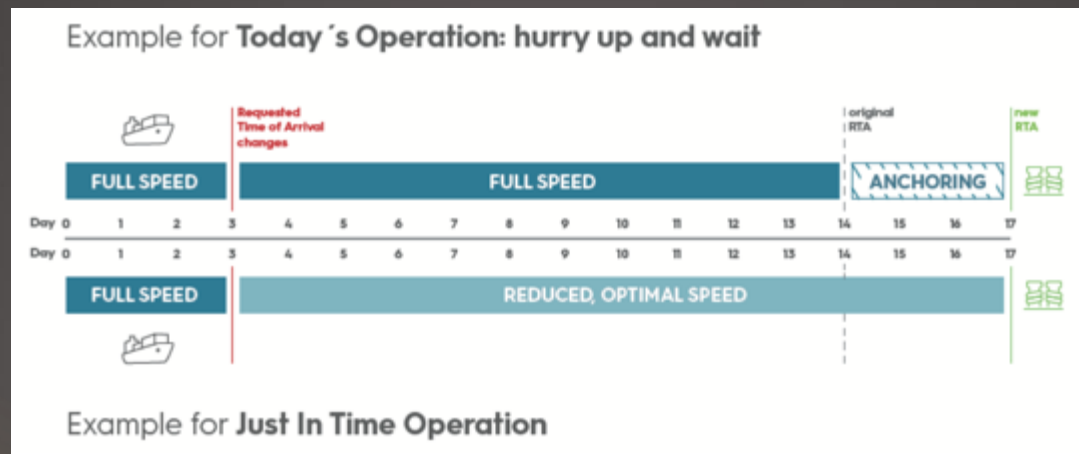 Example for Today´s Operation: hurry up and wait
Requested
Time of Arrival
changes
original
RTA
new
RTA
FULL SPEED
FULL SPEED
ANCHORING
Day 0 1 2 3 4 5 6 7 8 9 10 11 12 13 14 15 16 17
Day 0 1 2 3 4 5 6 7 8 9 10 11 12 13 14 15 16 17
FULL SPEED
REDUCED, OPTIMAL SPEED
Example for Just In Time Operation